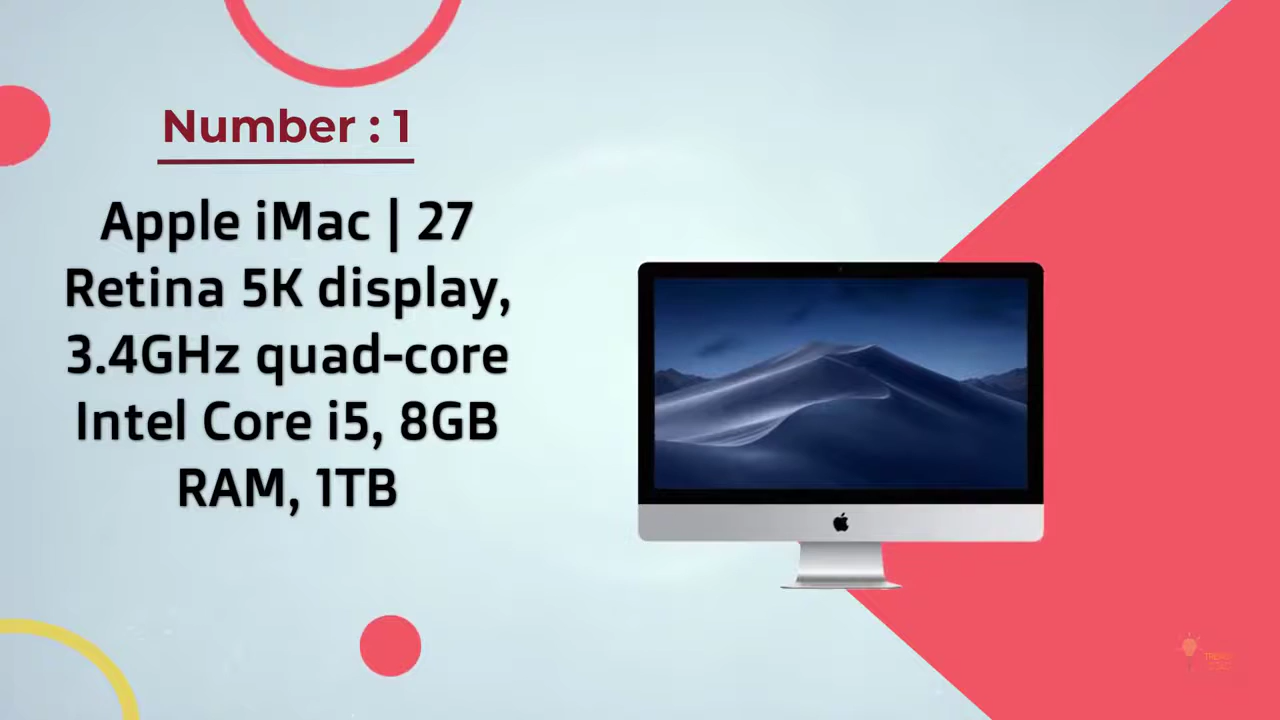 Number : 1
Apple iMac | 27
Retina 5K display,
3.4GHz quad-core
Intel Core i5, 8GB
RAM, 1TB